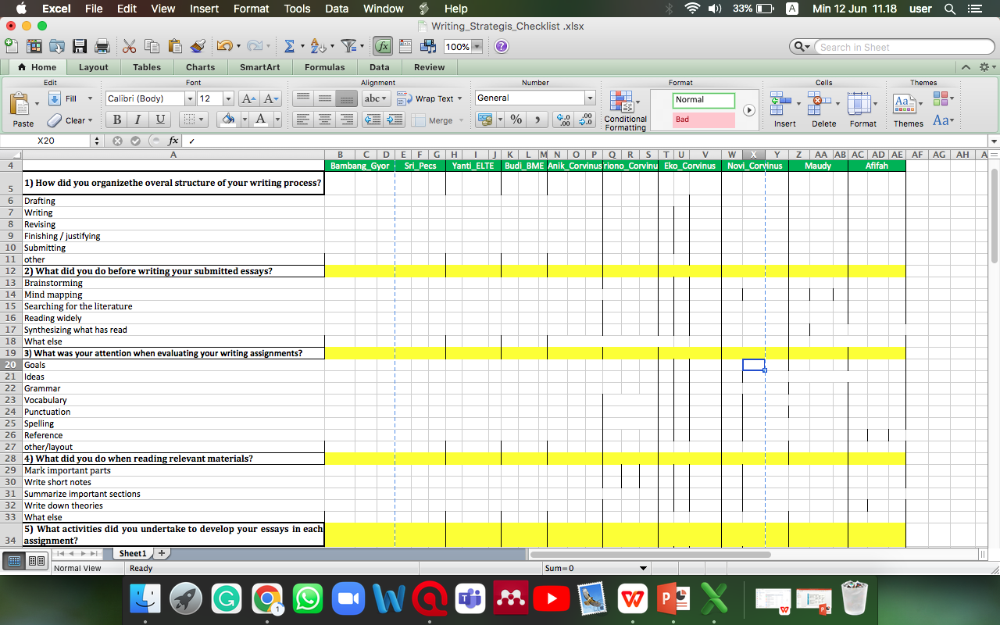 Excel File Edit View Insert Format Tools Data Window Help 33% A Min 12 Jun 11.18 user
Writing_Strategis_Checklist .xlsx
100% Search in Sheet
Home Layout Tables Charts SmartArt Formulas Data Review
Edit Font Alignment Number Format Cells Themes
Fill Calibri (Body) 12 A A abc Wrap Text General Normal
Paste Clear B I U A Merge % Conditional Formatting Bad Insert Delete Format Themes Aa
X20 fx ✓
A B C D E F G H I J K L M N O P Q R S T U V W X Y Z AA AB AC AD AE AF AG AH A
4 Bambang_Gyor Sri_Pecs Yanti_ELTE Budi_BME Anik_Corvinus riono_Corvinu Eko_Corvinus Novi_Corvinus Maudy Afifah
5 1) How did you organizethe overal structure of your writing process?
6 Drafting
7 Writing
8 Revising
9 Finishing / justifying
10 Submitting
11 other
12 2) What did you do before writing your submitted essays?
13 Brainstorming
14 Mind mapping
15 Searching for the literature
16 Reading widely
17 Synthesizing what has read
18 What else
19 3) What was your attention when evaluating your writing assignments?
20 Goals
21 Ideas
22 Grammar
23 Vocabulary
24 Punctuation
25 Spelling
26 Reference
27 other/layout
28 4) What did you do when reading relevant materials?
29 Mark important parts
30 Write short notes
31 Summarize important sections
32 Write down theories
33 What else
5) What activities did you undertake to develop your essays in each
34 assignment?
Sheet1
Normal View Ready Sum=0